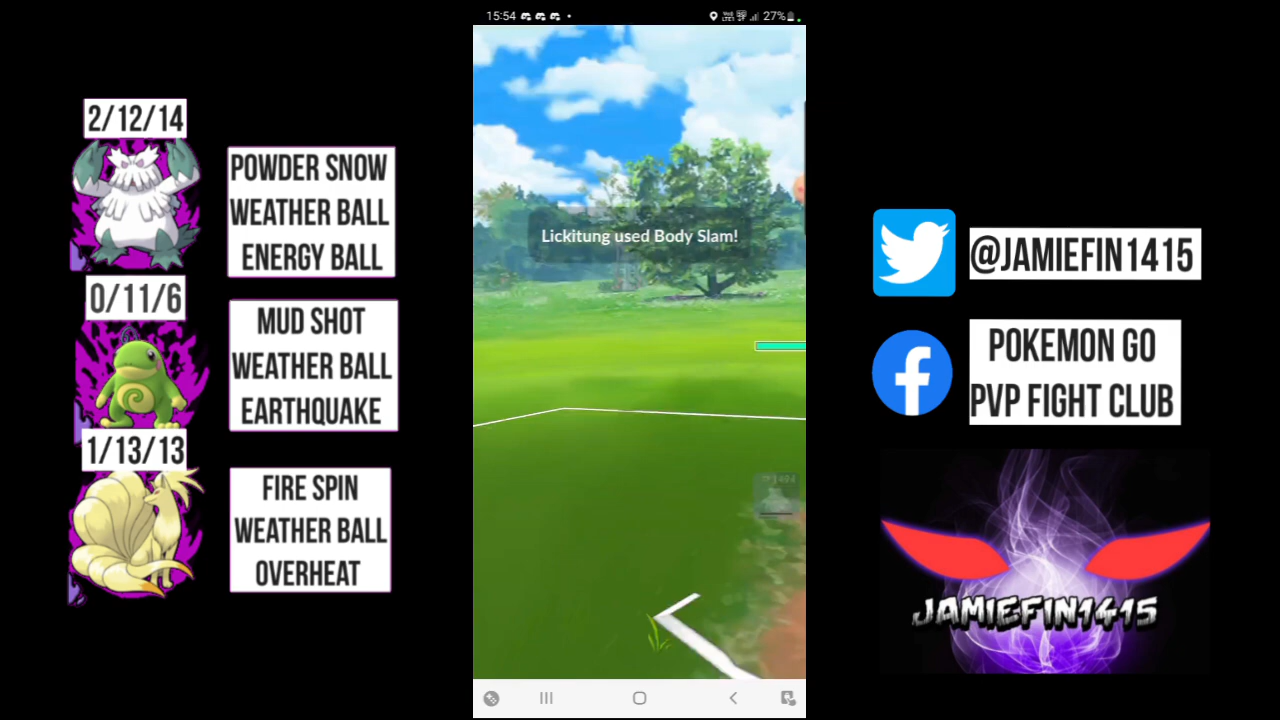 15:54
27%
2/12/14
POWDER SNOW
WEATHER BALL
ENERGY BALL
0/11/6
MUD SHOT
WEATHER BALL
EARTHQUAKE
1/13/13
FIRE SPIN
WEATHER BALL
OVERHEAT
Lickitung used Body Slam!
@JAMIEFIN1415
POKEMON GO
PVP FIGHT CLUB
JAMIEFIN1415